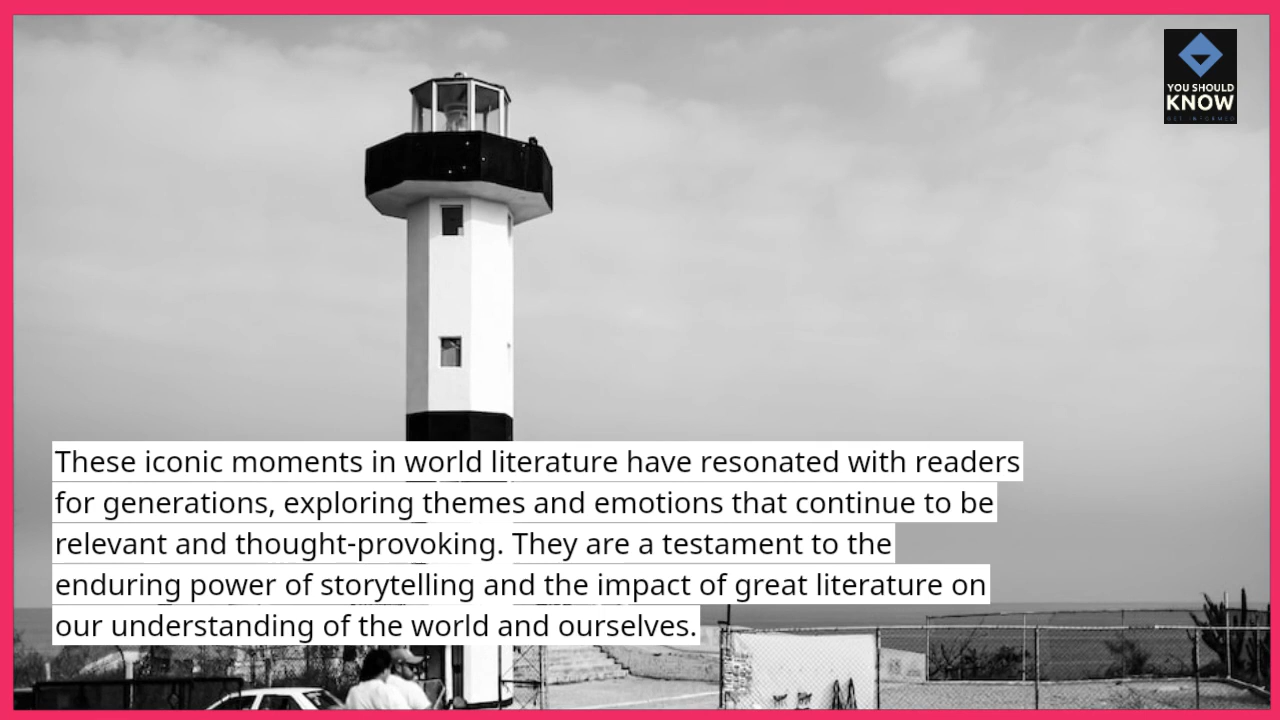 YOU SHOULD
KNOW
GET INFORMED
These iconic moments in world literature have resonated with readers
for generations, exploring themes and emotions that continue to be
relevant and thought-provoking. They are a testament to the
enduring power of storytelling and the impact of great literature on
our understanding of the world and ourselves.